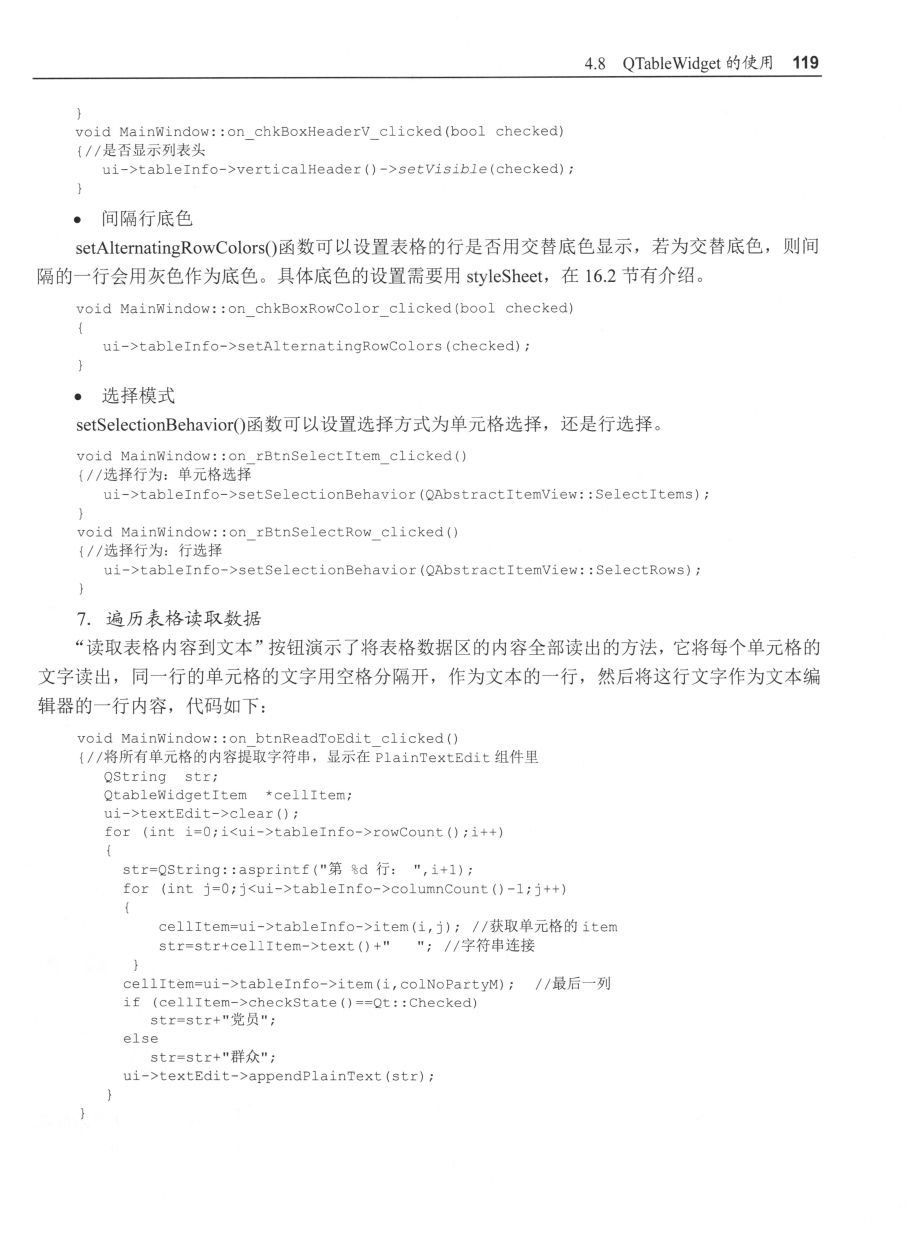 4.8 QTableWidget 的使用 119
}
void MainWindow::on_chkBoxHeaderV_clicked(bool checked)
{//是否显示列表头
ui->tableInfo->verticalHeader()->setVisible(checked);
}
● 间隔行底色
setAlternatingRowColors()函数可以设置表格的行是否用交替底色显示，若为交替底色，则间
隔的一行会用灰色作为底色。具体底色的设置需要用 styleSheet，在 16.2 节有介绍。
void MainWindow::on_chkBoxRowColor_clicked(bool checked)
{
ui->tableInfo->setAlternatingRowColors(checked);
}
● 选择模式
setSelectionBehavior()函数可以设置选择方式为单元格选择，还是行选择。
void MainWindow::on_rBtnSelectItem_clicked()
{//选择行为：单元格选择
ui->tableInfo->setSelectionBehavior(QAbstractItemView::SelectItems);
}
void MainWindow::on_rBtnSelectRow_clicked()
{//选择行为：行选择
ui->tableInfo->setSelectionBehavior(QAbstractItemView::SelectRows);
}
7. 遍历表格读取数据
“读取表格内容到文本”按钮演示了将表格数据区的内容全部读出的方法，它将每个单元格的
文字读出，同一行的单元格的文字用空格分隔开，作为文本的一行，然后将这行文字作为文本编
辑器的一行内容，代码如下：
void MainWindow::on_btnReadToEdit_clicked()
{//将所有单元格的内容提取字符串，显示在 PlainTextEdit 组件里
QString str;
QtableWidgetItem *cellItem;
ui->textEdit->clear();
for (int i=0;i<ui->tableInfo->rowCount();i++)
{
str=QString::asprintf("第 %d 行： ",i+1);
for (int j=0;j<ui->tableInfo->columnCount()-1;j++)
{
cellItem=ui->tableInfo->item(i,j); //获取单元格的 item
str=str+cellItem->text()+"   "; //字符串连接
}
cellItem=ui->tableInfo->item(i,colNoPartyM); //最后一列
if (cellItem->checkState()==Qt::Checked)
str=str+"党员";
else
str=str+"群众";
ui->textEdit->appendPlainText(str);
}
}